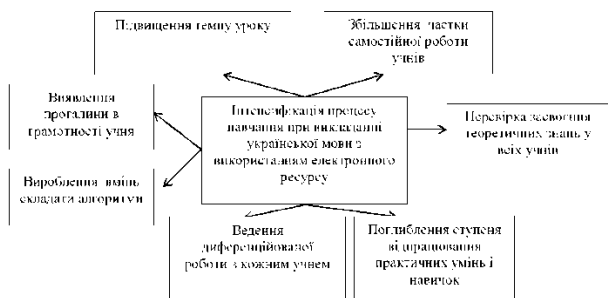 Підвищення темпу уроку
Збільшення частки
самостійної роботи
учнів
Виявлення
прогалини в
грамотності учня
Інтенсифікація процесу
навчання при викладанні
української мови з
використанням електронного
ресурсу
Перевірка засвоєння
теоретичних знань у
всіх учнів
Вироблення вмінь
складати алгоритми
Ведення
диференційованої
роботи з кожним учнем
Поглиблення ступеня
відпрацювання
практичних умінь і
навичок